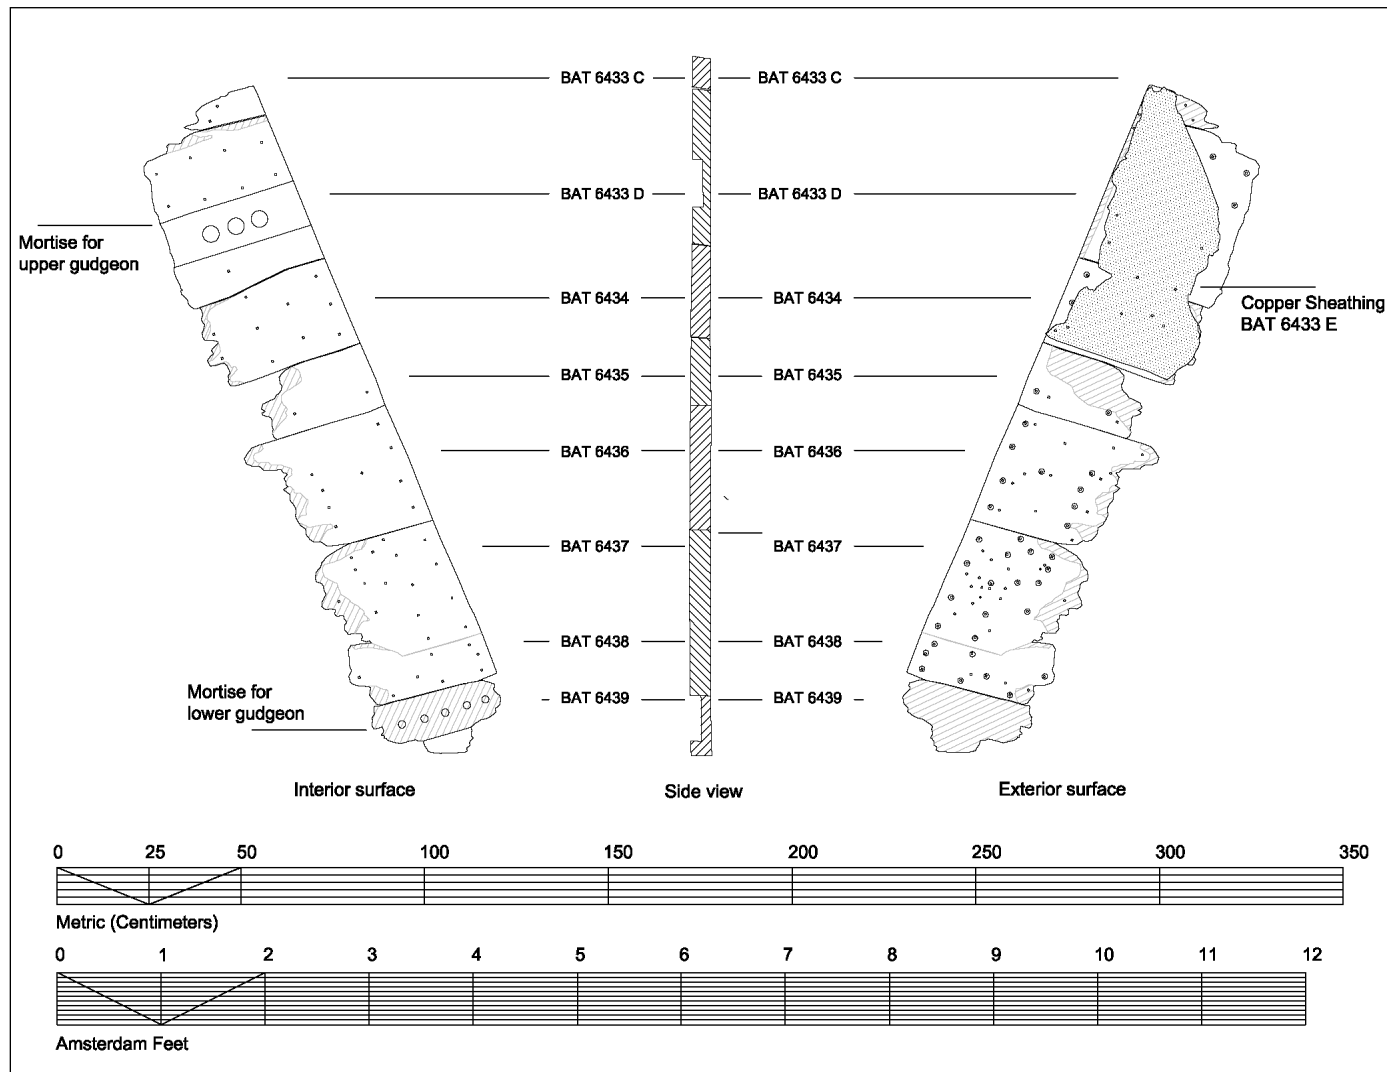 BAT 6433 C
BAT 6433 C
BAT 6433 D
BAT 6433 D
Mortise for
upper gudgeon
BAT 6434
BAT 6434
Copper Sheathing
BAT 6433 E
BAT 6435
BAT 6435
BAT 6436
BAT 6436
BAT 6437
BAT 6437
BAT 6438
BAT 6438
Mortise for
lower gudgeon
BAT 6439
BAT 6439
Interior surface
Side view
Exterior surface
0 25 50 100 150 200 250 300 350
Metric (Centimeters)
0 1 2 3 4 5 6 7 8 9 10 11 12
Amsterdam Feet